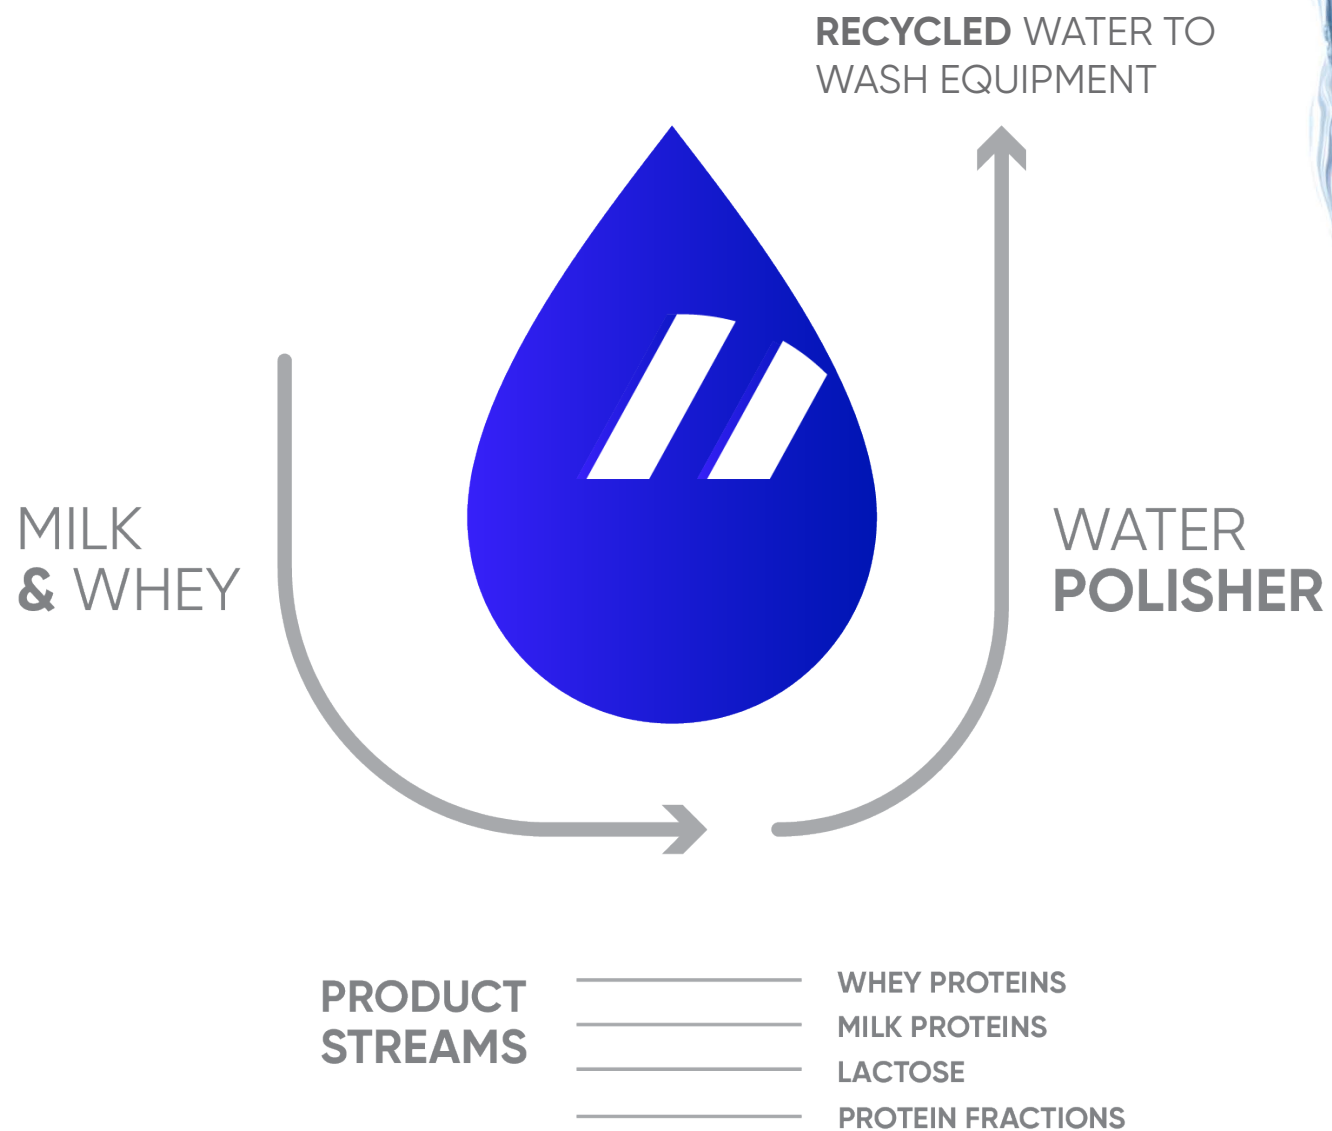 RECYCLED WATER TO
WASH EQUIPMENT
MILK
& WHEY
WATER
POLISHER
PRODUCT
STREAMS
WHEY PROTEINS
MILK PROTEINS
LACTOSE
PROTEIN FRACTIONS